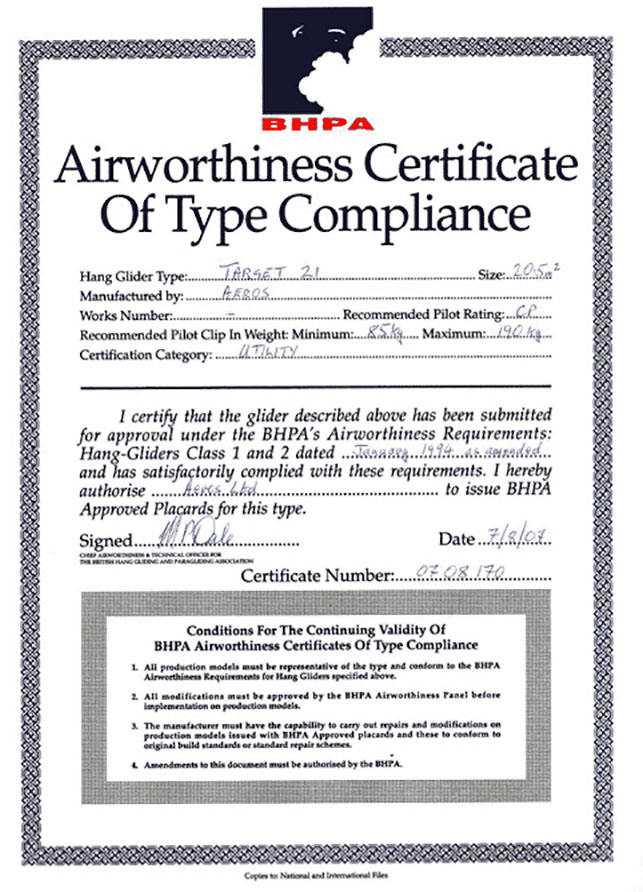 BHPA
Airworthiness Certificate
Of Type Compliance
Hang Glider Type: TARGET 21 Size: 20.5m²
Manufactured by: AEROS
Works Number: - Recommended Pilot Rating: CP
Recommended Pilot Clip In Weight: Minimum: 85kg Maximum: 190kg
Certification Category: UTILITY
I certify that the glider described above has been submitted
for approval under the BHPA's Airworthiness Requirements:
Hang-Gliders Class 1 and 2 dated January 1994 as amended
and has satisfactorily complied with these requirements. I hereby
authorise Aeros Ltd to issue BHPA
Approved Placards for this type.
Signed Date 7/8/07
CHIEF AIRWORTHINESS & TECHNICAL OFFICER FOR
THE BRITISH HANG GLIDING AND PARAGLIDING ASSOCIATION
Certificate Number: 07 08 170
Conditions For The Continuing Validity Of
BHPA Airworthiness Certificates Of Type Compliance
1. All production models must be representative of the type and conform to the BHPA
Airworthiness Requirements for Hang Gliders specified above.
2. All modifications must be approved by the BHPA Airworthiness Panel before
implementation on production models.
3. The manufacturer must have the capability to carry out repairs and modifications on
production models issued with BHPA Approved placards and these to conform to
original build standards or standard repair schemes.
4. Amendments to this document must be authorised by the BHPA.
Copies to: National and International Files